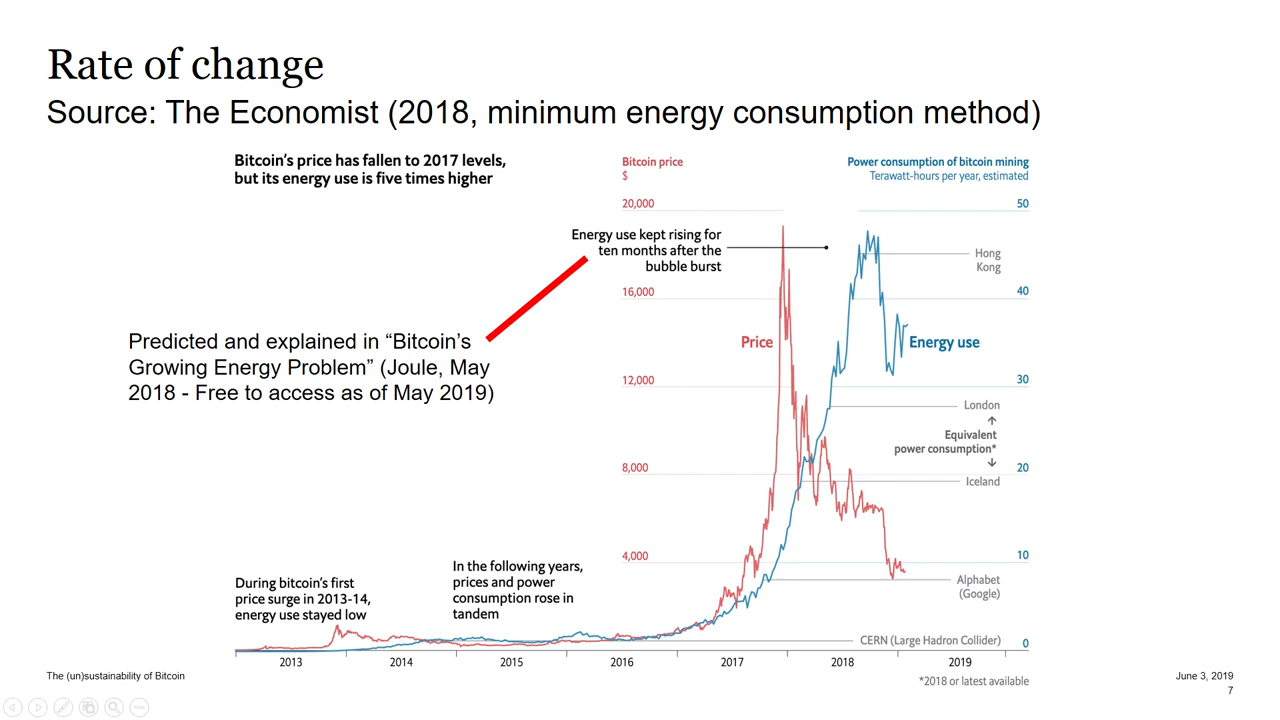 Rate of change
Source: The Economist (2018, minimum energy consumption method)
Bitcoin's price has fallen to 2017 levels,
but its energy use is five times higher
Bitcoin price
$
Power consumption of bitcoin mining
Terawatt-hours per year, estimated
20,000
50
Energy use kept rising for
ten months after the
bubble burst
Hong
Kong
16,000
40
Predicted and explained in “Bitcoin’s
Growing Energy Problem” (Joule, May
2018 - Free to access as of May 2019)
Price
Energy use
12,000
30
London
Equivalent
power consumption*
8,000
20
Iceland
4,000
10
During bitcoin's first
price surge in 2013-14,
energy use stayed low
In the following years,
prices and power
consumption rose in
tandem
Alphabet
(Google)
CERN (Large Hadron Collider)
0
2013
2014
2015
2016
2017
2018
2019
*2018 or latest available
The (un)sustainability of Bitcoin
June 3, 2019
7